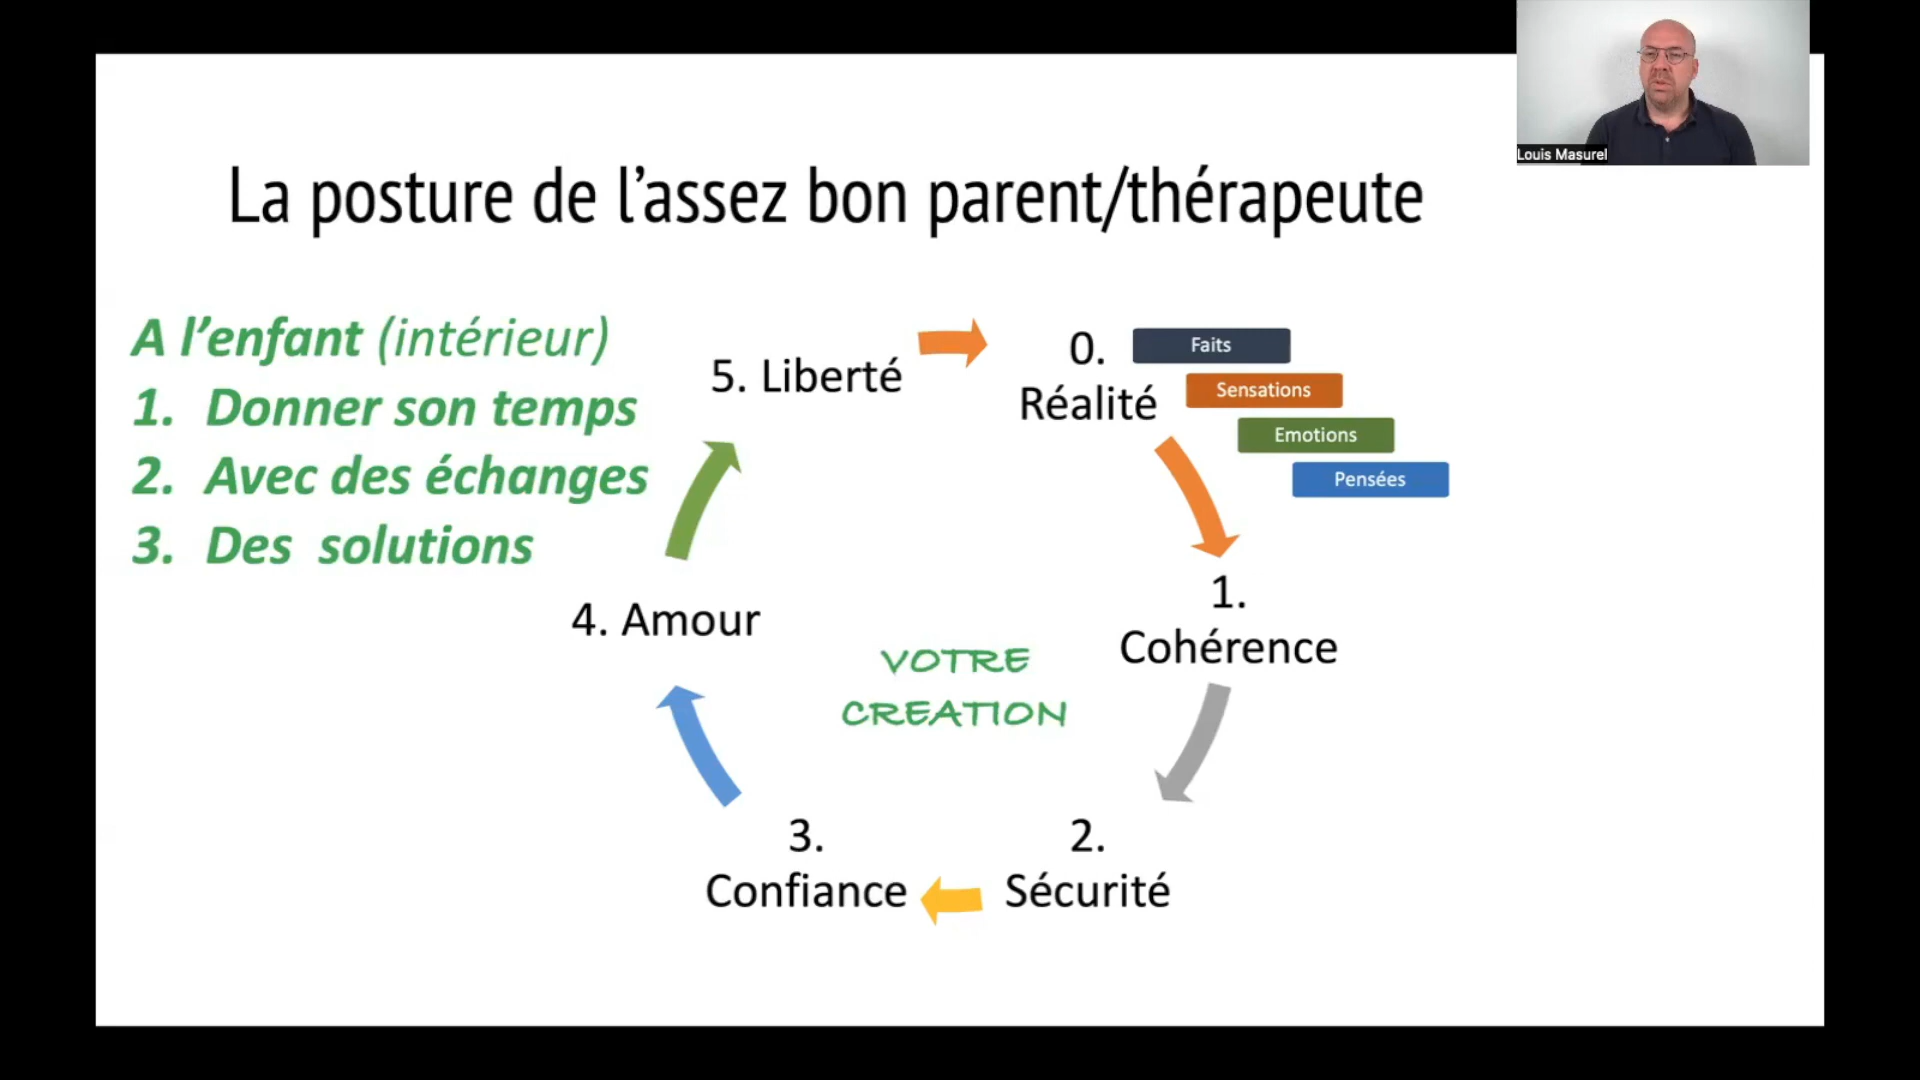 Louis Masurel
La posture de l’assez bon parent/thérapeute
A l’enfant (intérieur)
1. Donner son temps
2. Avec des échanges
3. Des solutions
0.
Réalité
Faits
Sensations
Emotions
Pensées
1.
Cohérence
2.
Sécurité
3.
Confiance
4. Amour
5. Liberté
VOTRE
CREATION